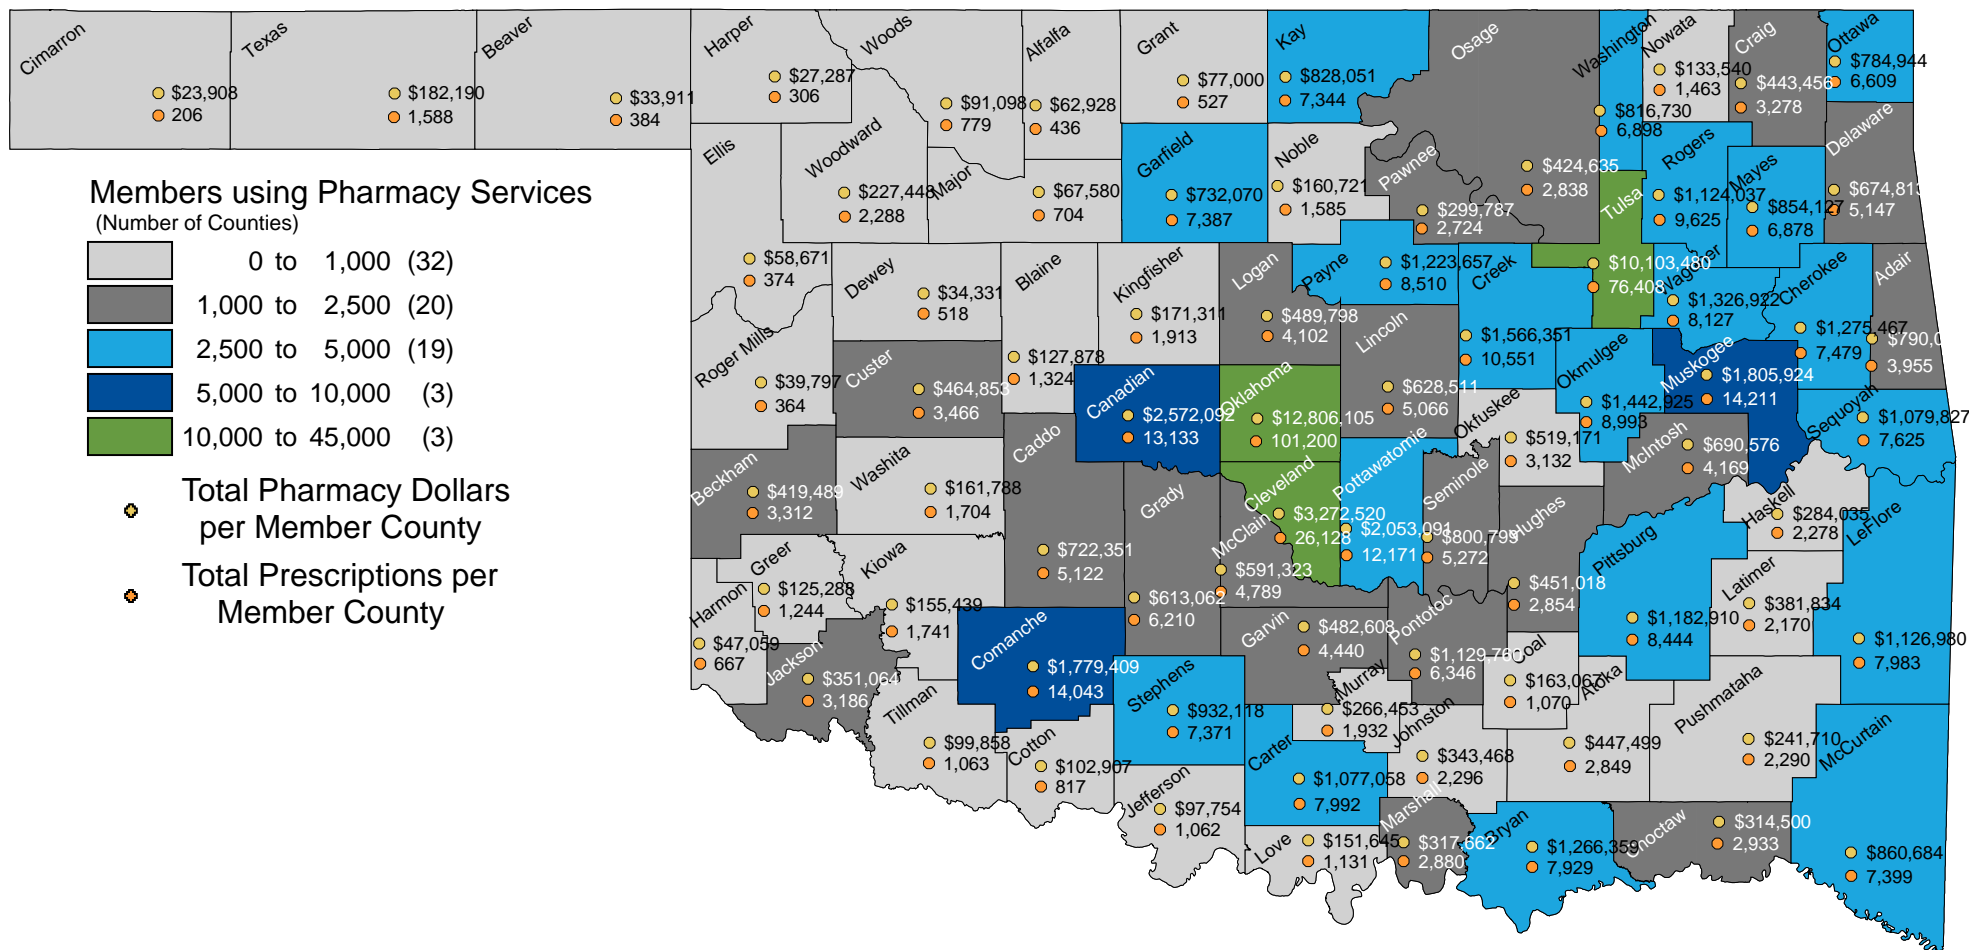 Cimarron
$23,908
206
Texas
$182,190
1,588
Beaver
$33,911
384
Harper
$27,287
306
Woods
$91,098
779
Alfalfa
$62,928
436
Grant
$77,000
527
Kay
$828,051
7,344
Osage
$424,635
2,838
Washington
$816,730
6,898
Nowata
$133,540
1,463
Craig
$443,456
3,278
Ottawa
$784,944
6,609
Ellis
$58,671
374
Woodward
$227,448
2,288
Major
$67,580
704
Garfield
$732,070
7,387
Noble
$160,721
1,585
Pawnee
$299,787
2,724
Tulsa
$10,103,480
76,408
Rogers
$1,124,037
9,625
Mayes
$854,127
6,878
Delaware
$674,813
5,147
Members using Pharmacy Services
(Number of Counties)
0 to 1,000 (32)
1,000 to 2,500 (20)
2,500 to 5,000 (19)
5,000 to 10,000 (3)
10,000 to 45,000 (3)
Total Pharmacy Dollars
per Member County
Total Prescriptions per
Member County
Roger Mills
$39,797
364
Dewey
$34,331
518
Blaine
$127,878
1,324
Kingfisher
$171,311
1,913
Logan
$489,798
4,102
Payne
$1,223,657
8,510
Creek
$1,566,351
10,551
Wagoner
$1,326,922
8,127
Cherokee
$1,275,467
7,479
Adair
$790,0
3,955
Custer
$464,853
3,466
Canadian
$2,572,092
13,133
Oklahoma
$12,806,105
101,200
Lincoln
$628,511
5,066
Okfuskee
$519,171
3,132
Okmulgee
$1,442,925
8,993
Muskogee
$1,805,924
14,211
Sequoyah
$1,079,827
7,625
Beckham
$419,489
3,312
Washita
$161,788
1,704
Caddo
$722,351
5,122
Grady
$613,062
6,210
McClain
$591,323
4,789
Cleveland
$3,272,520
26,128
Pottawatomie
$2,053,091
12,171
Seminole
$800,799
5,272
Hughes
$451,018
2,854
McIntosh
$690,576
4,169
Haskell
$284,035
2,278
LeFlore
$1,126,980
7,983
Harmon
$47,059
667
Greer
$125,288
1,244
Kiowa
$155,439
1,741
Jackson
$351,064
3,186
Comanche
$1,779,409
14,043
Garvin
$482,608
4,440
Pontotoc
$1,129,760
6,346
Pittsburg
$1,182,910
8,444
Latimer
$381,834
2,170
Tillman
$99,858
1,063
Cotton
$102,907
817
Stephens
$932,118
7,371
Murray
$266,453
1,932
Coal
$163,067
1,070
Atoka
$447,499
2,849
Pushmataha
$241,710
2,290
McCurtain
$860,684
7,399
Jefferson
$97,754
1,062
Carter
$1,077,058
7,992
Johnston
$343,468
2,296
Love
$151,645
1,131
Marshall
$317,662
2,880
Bryan
$1,266,359
7,929
Choctaw
$314,500
2,933